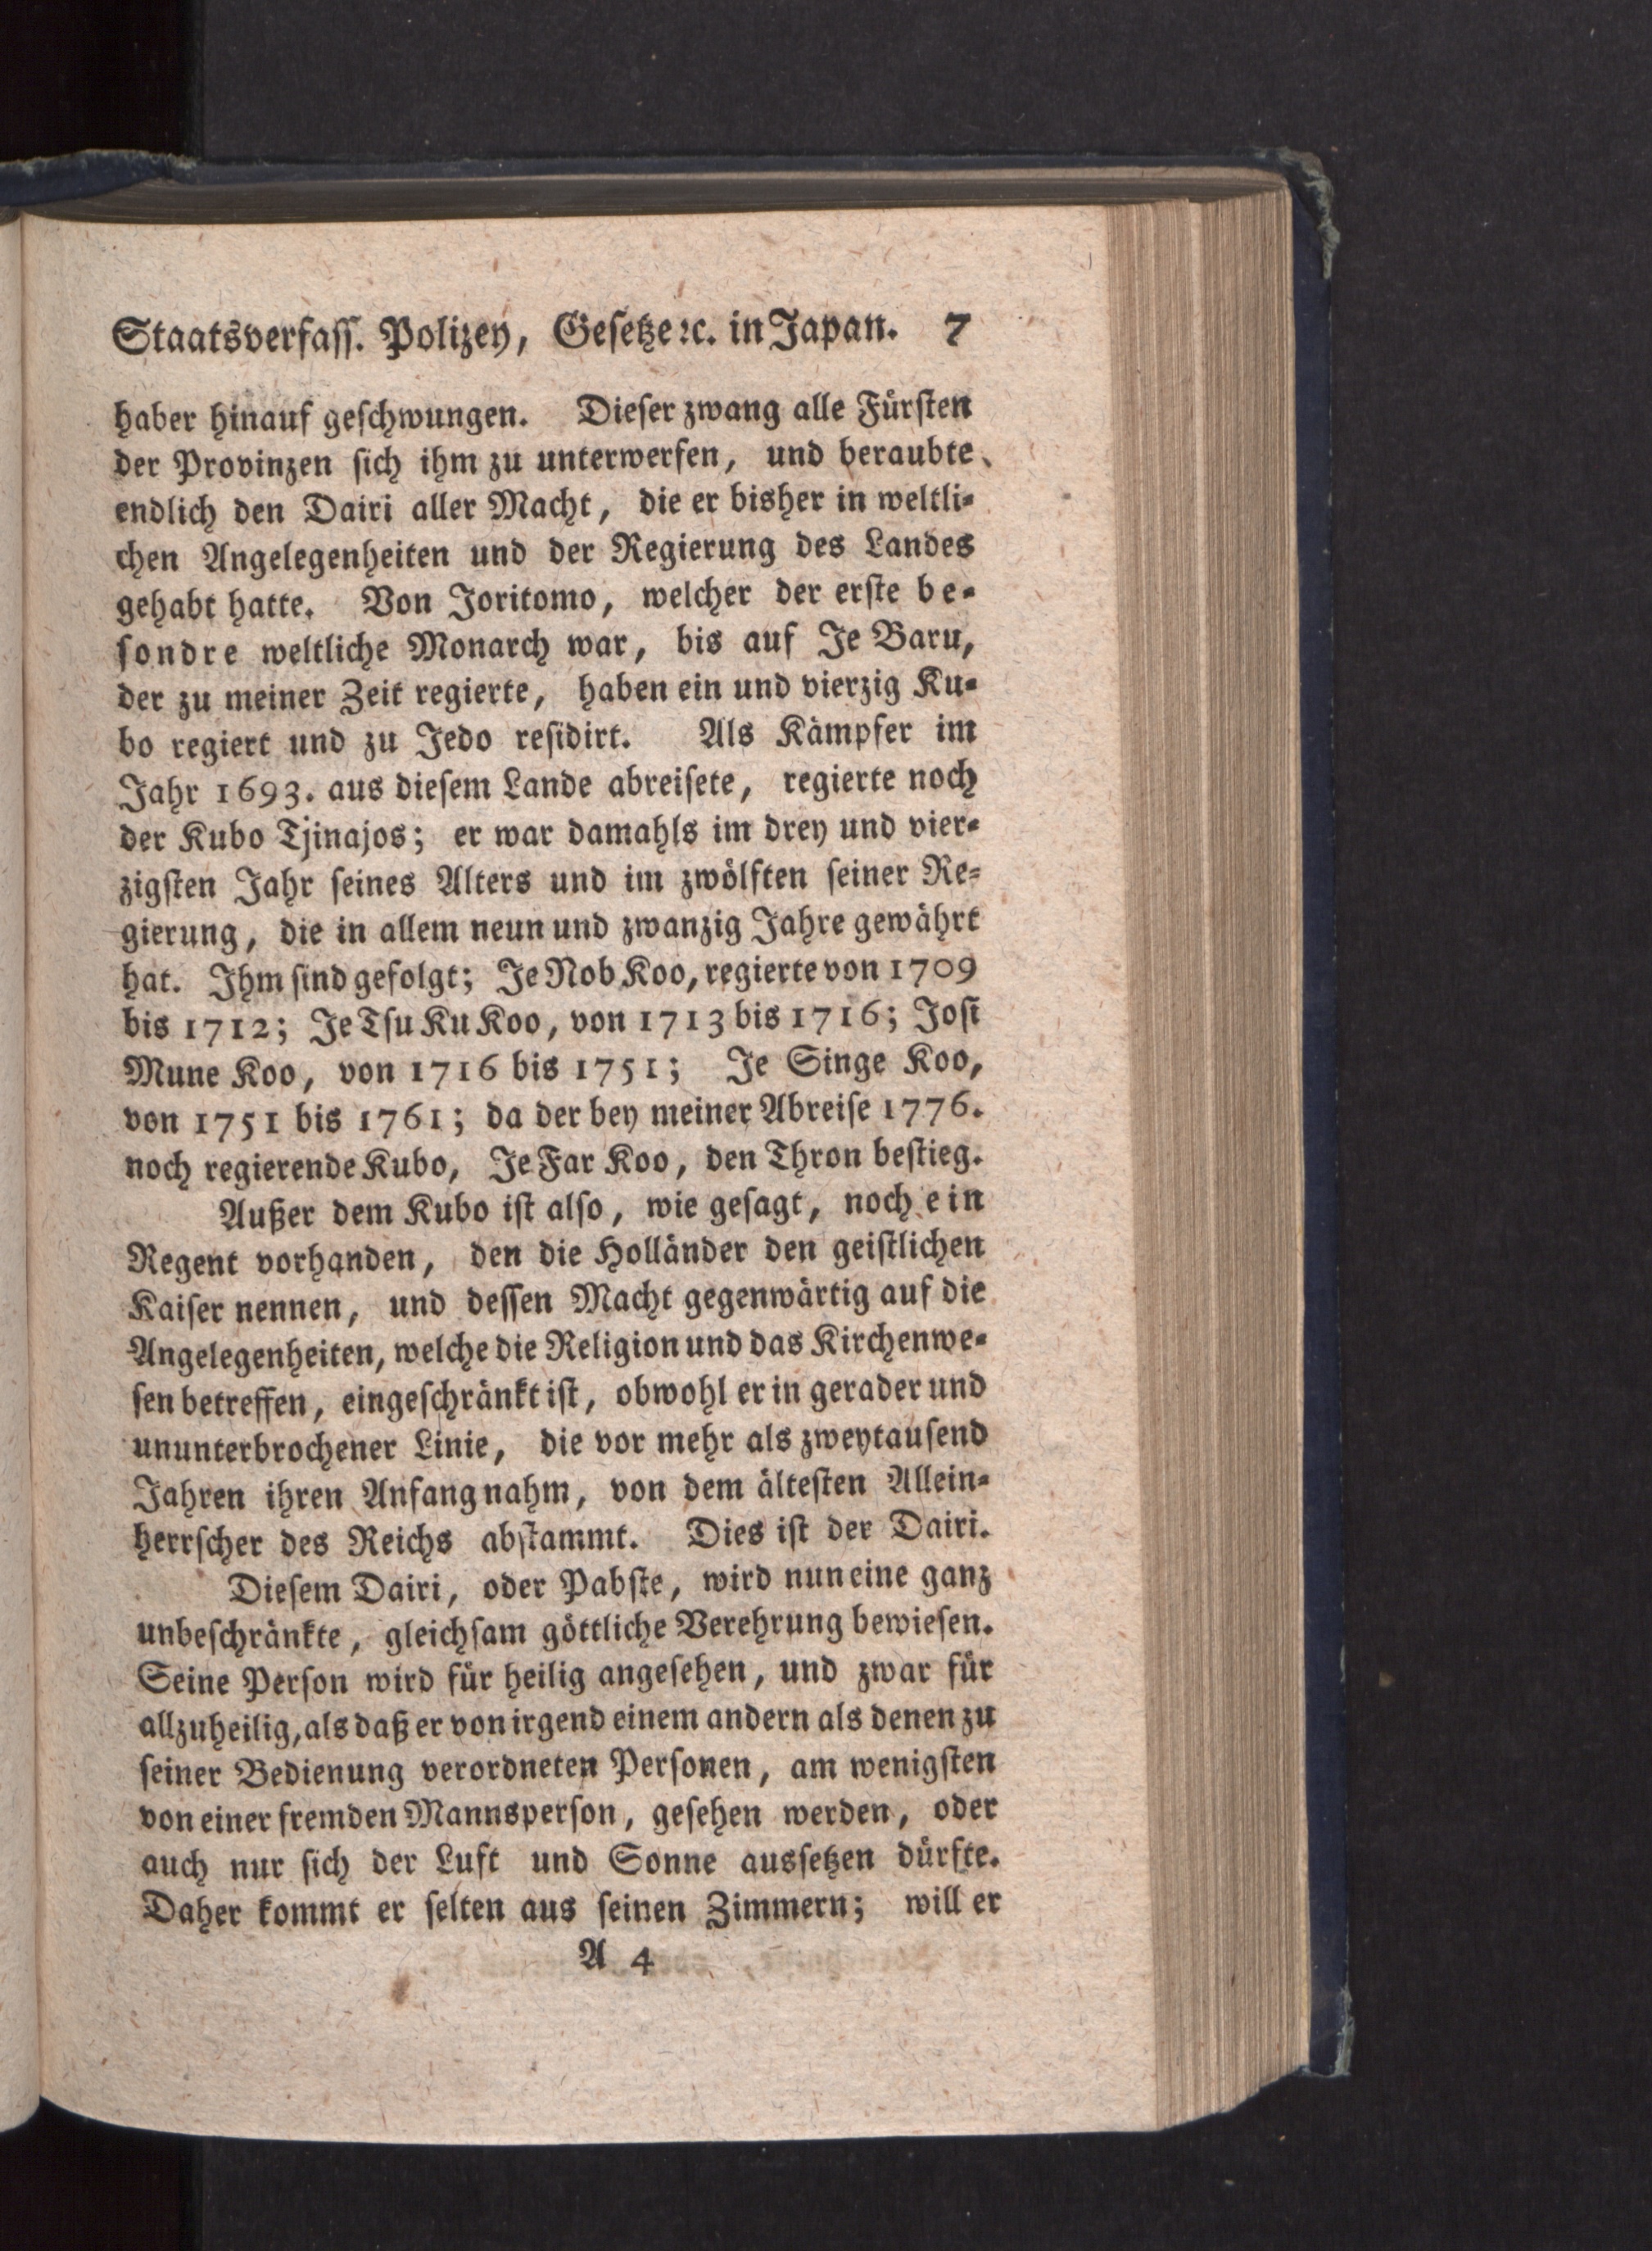 Staatsverfass. Polizey, Gesetze ꝛc. in Japan. 7
haber hinauf geschwungen. Dieser zwang alle Fürsten
der Provinzen sich ihm zu unterwerfen, und beraubte
endlich den Dairi aller Macht, die er bisher in weltli-
chen Angelegenheiten und der Regierung des Landes
gehabt hatte. Von Joritomo, welcher der erste be-
sondre weltliche Monarch war, bis auf Je Baru,
der zu meiner Zeit regierte, haben ein und vierzig Ku-
bo regiert und zu Jedo residirt. Als Kämpfer im
Jahr 1693. aus diesem Lande abreisete, regierte noch
der Kubo Tjinajos; er war damahls im drey und vier-
zigsten Jahr seines Alters und im zwölften seiner Re-
gierung, die in allem neun und zwanzig Jahre gewährt
hat. Ihm sind gefolgt; Je Nob Koo, regierte von 1709
bis 1712; Je Tsu Ku Koo, von 1713 bis 1716; Josi
Mune Koo, von 1716 bis 1751; Je Singe Koo,
von 1751 bis 1761; da der bey meiner Abreise 1776.
noch regierende Kubo, Je Far Koo, den Thron bestieg.
Außer dem Kubo ist also, wie gesagt, noch ein
Regent vorhanden, den die Holländer den geistlichen
Kaiser nennen, und dessen Macht gegenwärtig auf die
Angelegenheiten, welche die Religion und das Kirchenwe-
sen betreffen, eingeschränkt ist, obwohl er in gerader und
ununterbrochener Linie, die vor mehr als zweytausend
Jahren ihren Anfang nahm, von dem ältesten Allein-
herrscher des Reichs abstammt. Dies ist der Dairi.
Diesem Dairi, oder Pabste, wird nun eine ganz
unbeschränkte, gleichsam göttliche Verehrung bewiesen.
Seine Person wird für heilig angesehen, und zwar für
allzuheilig, als daß er von irgend einem andern als denen zu
seiner Bedienung verordneten Personen, am wenigsten
von einer fremden Mannsperson, gesehen werden, oder
auch nur sich der Luft und Sonne aussetzen dürfte.
Daher kommt er selten aus seinen Zimmern; will er
A 4